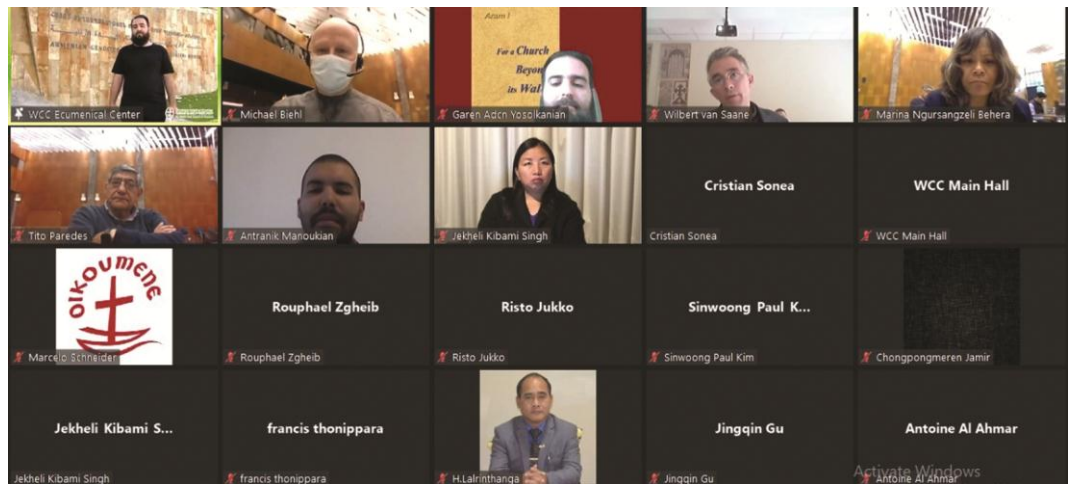 WCC Ecumenical Center
Michael Biehl
Azam I
For a Church
Beyond
its Wal
Garen Adcn Yosolkanian
Wilbert van Saane
Marina Ngursangzeli Behera
Tito Paredes
Antranik Manoukian
Jekheli Kibami Singh
Cristian Sonea
Cristian Sonea
WCC Main Hall
WCC Main Hall
OIKOUMENE
Marcelo Schneider
Rouphael Zgheib
Rouphael Zgheib
Risto Jukko
Risto Jukko
Sinwoong Paul K...
Sinwoong Paul Kim
Chongpongmeren Jamir
Jekheli Kibami S...
Jekheli Kibami Singh
francis thonippara
francis thonippara
H.Lalrinthanga
Jingqin Gu
Jingqin Gu
Antoine Al Ahmar
Activate Windows
Antoine Al Ahmar